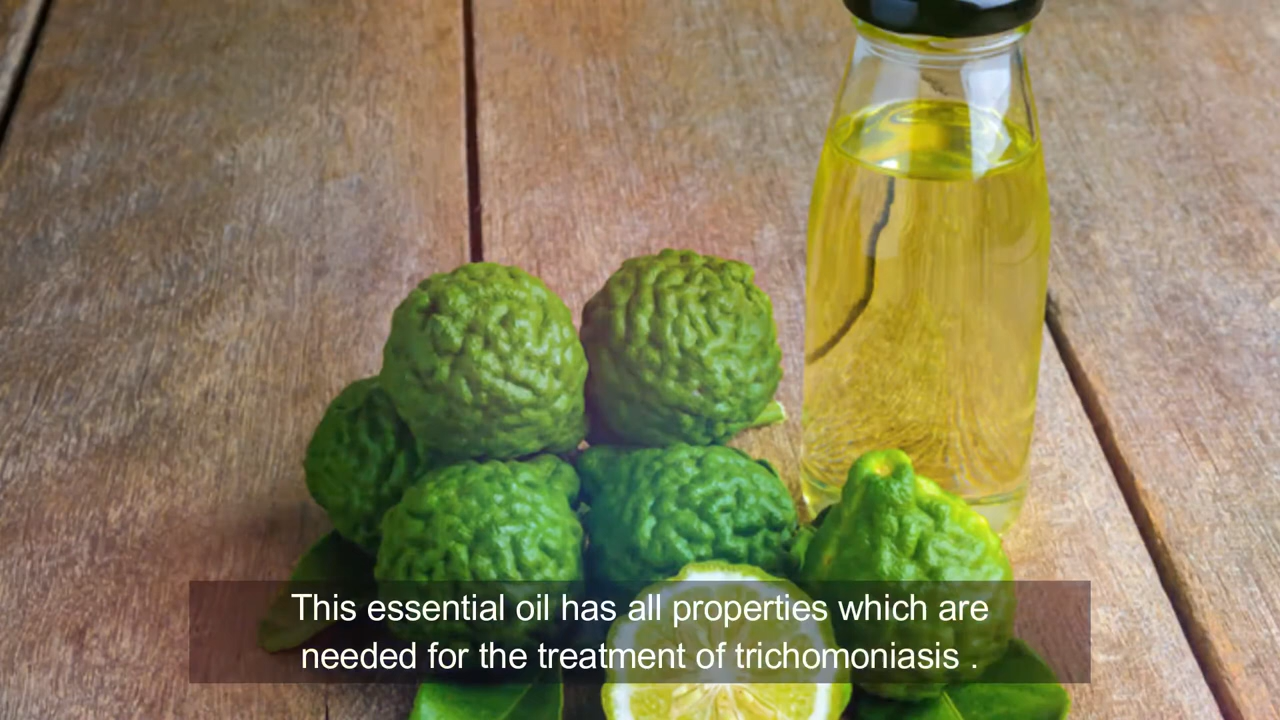 This essential oil has all properties which are
needed for the treatment of trichomoniasis .